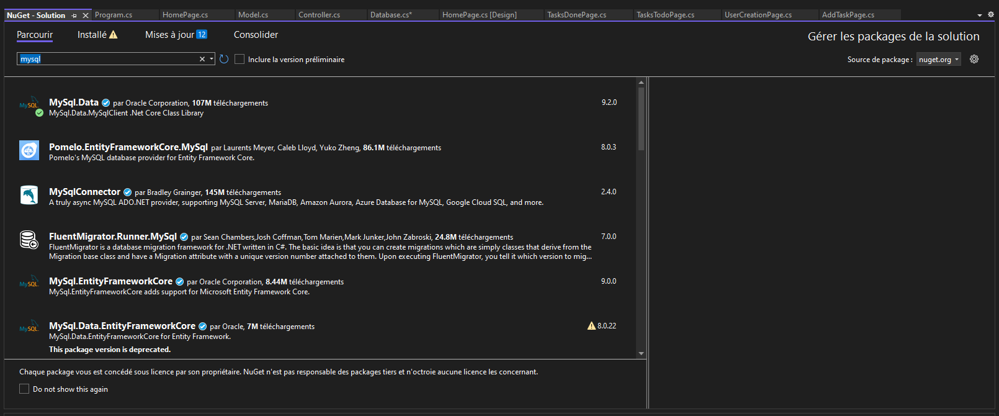 NuGet - Solution
Program.cs
HomePage.cs
Model.cs
Controller.cs
Database.cs*
HomePage.cs [Design]
TasksDonePage.cs
TasksTodoPage.cs
UserCreationPage.cs
AddTaskPage.cs
Parcourir
Installé
Mises à jour 12
Consolider
Gérer les packages de la solution
mysql
Inclure la version préliminaire
Source de package : nuget.org
MySQL
MySql.Data par Oracle Corporation, 107M téléchargements
9.2.0
MySql.Data.MySqlClient .Net Core Class Library
Pomelo.EntityFrameworkCore.MySql par Laurents Meyer, Caleb Lloyd, Yuko Zheng, 86.1M téléchargements
8.0.3
Pomelo's MySQL database provider for Entity Framework Core.
MySqlConnector par Bradley Grainger, 145M téléchargements
2.4.0
A truly async MySQL ADO.NET provider, supporting MySQL Server, MariaDB, Amazon Aurora, Azure Database for MySQL, Google Cloud SQL, and more.
FluentMigrator.Runner.MySql par Sean Chambers,Josh Coffman,Tom Marien,Mark Junker,John Zabroski, 24.8M téléchargements
7.0.0
FluentMigrator is a database migration framework for .NET written in C#. The basic idea is that you can create migrations which are simply classes that derive from the
Migration base class and have a Migration attribute with a unique version number attached to them. Upon executing FluentMigrator, you tell it which version to mig...
MySQL
MySql.EntityFrameworkCore par Oracle Corporation, 8.44M téléchargements
9.0.0
MySql.EntityFrameworkCore adds support for Microsoft Entity Framework Core.
MySQL
MySql.Data.EntityFrameworkCore par Oracle, 7M téléchargements
8.0.22
MySql.Data.EntityFrameworkCore for Entity Framework.
This package version is deprecated.
Chaque package vous est concédé sous licence par son propriétaire. NuGet n'est pas responsable des packages tiers et n'octroie aucune licence les concernant.
Do not show this again